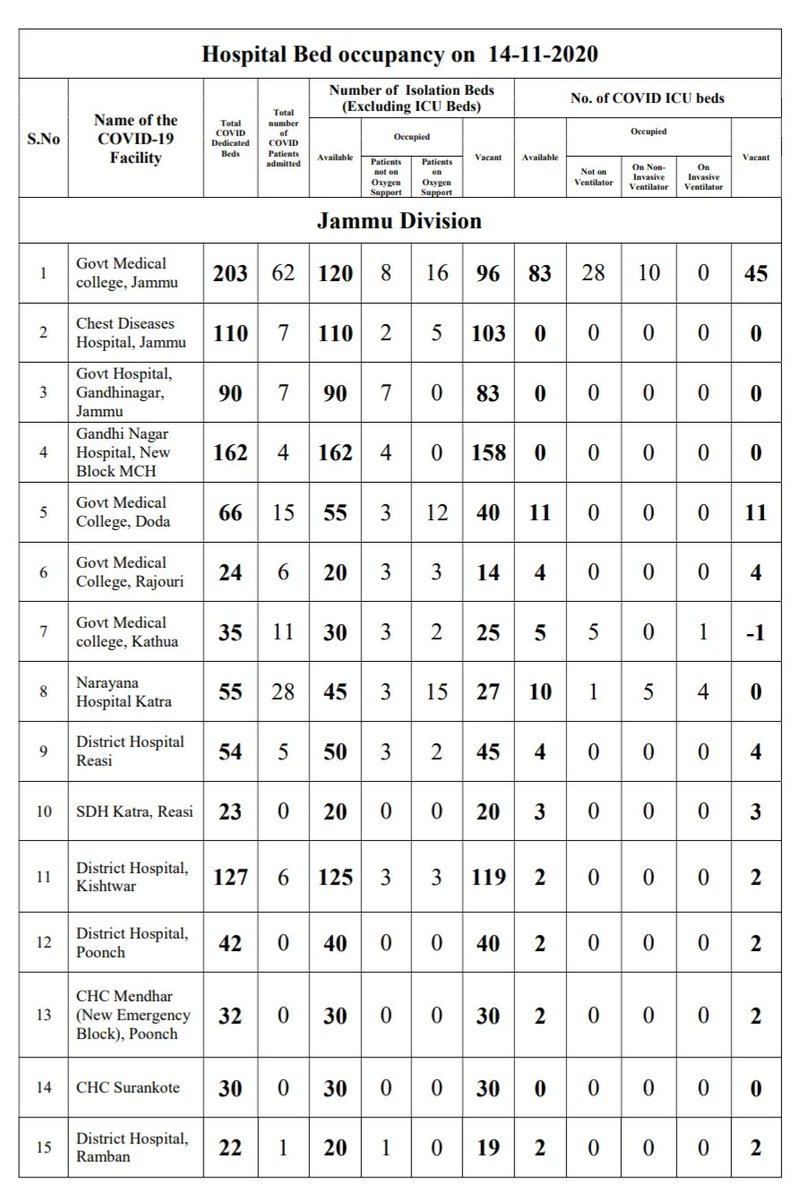 Hospital Bed occupancy on 14-11-2020
S.No
Name of the
COVID-19
Facility
Total
COVID
Dedicated
Beds
Total
number
of
COVID
Patients
admitted
Number of Isolation Beds
(Excluding ICU Beds)
No. of COVID ICU beds
Available
Occupied
Vacant
Available
Occupied
Vacant
Patients
not on
Oxygen
Support
Patients
on
Oxygen
Support
Not on
Ventilator
On Non-
Invasive
Ventilator
On
Invasive
Ventilator
Jammu Division
1 Govt Medical
college, Jammu 203 62 120 8 16 96 83 28 10 0 45
2 Chest Diseases
Hospital, Jammu 110 7 110 2 5 103 0 0 0 0 0
3 Govt Hospital,
Gandhinagar,
Jammu 90 7 90 7 0 83 0 0 0 0 0
4 Gandhi Nagar
Hospital, New
Block MCH 162 4 162 4 0 158 0 0 0 0 0
5 Govt Medical
College, Doda 66 15 55 3 12 40 11 0 0 0 11
6 Govt Medical
College, Rajouri 24 6 20 3 3 14 4 0 0 0 4
7 Govt Medical
college, Kathua 35 11 30 3 2 25 5 5 0 1 -1
8 Narayana
Hospital Katra 55 28 45 3 15 27 10 1 5 4 0
9 District Hospital
Reasi 54 5 50 3 2 45 4 0 0 0 4
10 SDH Katra, Reasi 23 0 20 0 0 20 3 0 0 0 3
11 District Hospital,
Kishtwar 127 6 125 3 3 119 2 0 0 0 2
12 District Hospital,
Poonch 42 0 40 0 0 40 2 0 0 0 2
13 CHC Mendhar
(New Emergency
Block), Poonch 32 0 30 0 0 30 2 0 0 0 2
14 CHC Surankote 30 0 30 0 0 30 0 0 0 0 0
15 District Hospital,
Ramban 22 1 20 1 0 19 2 0 0 0 2